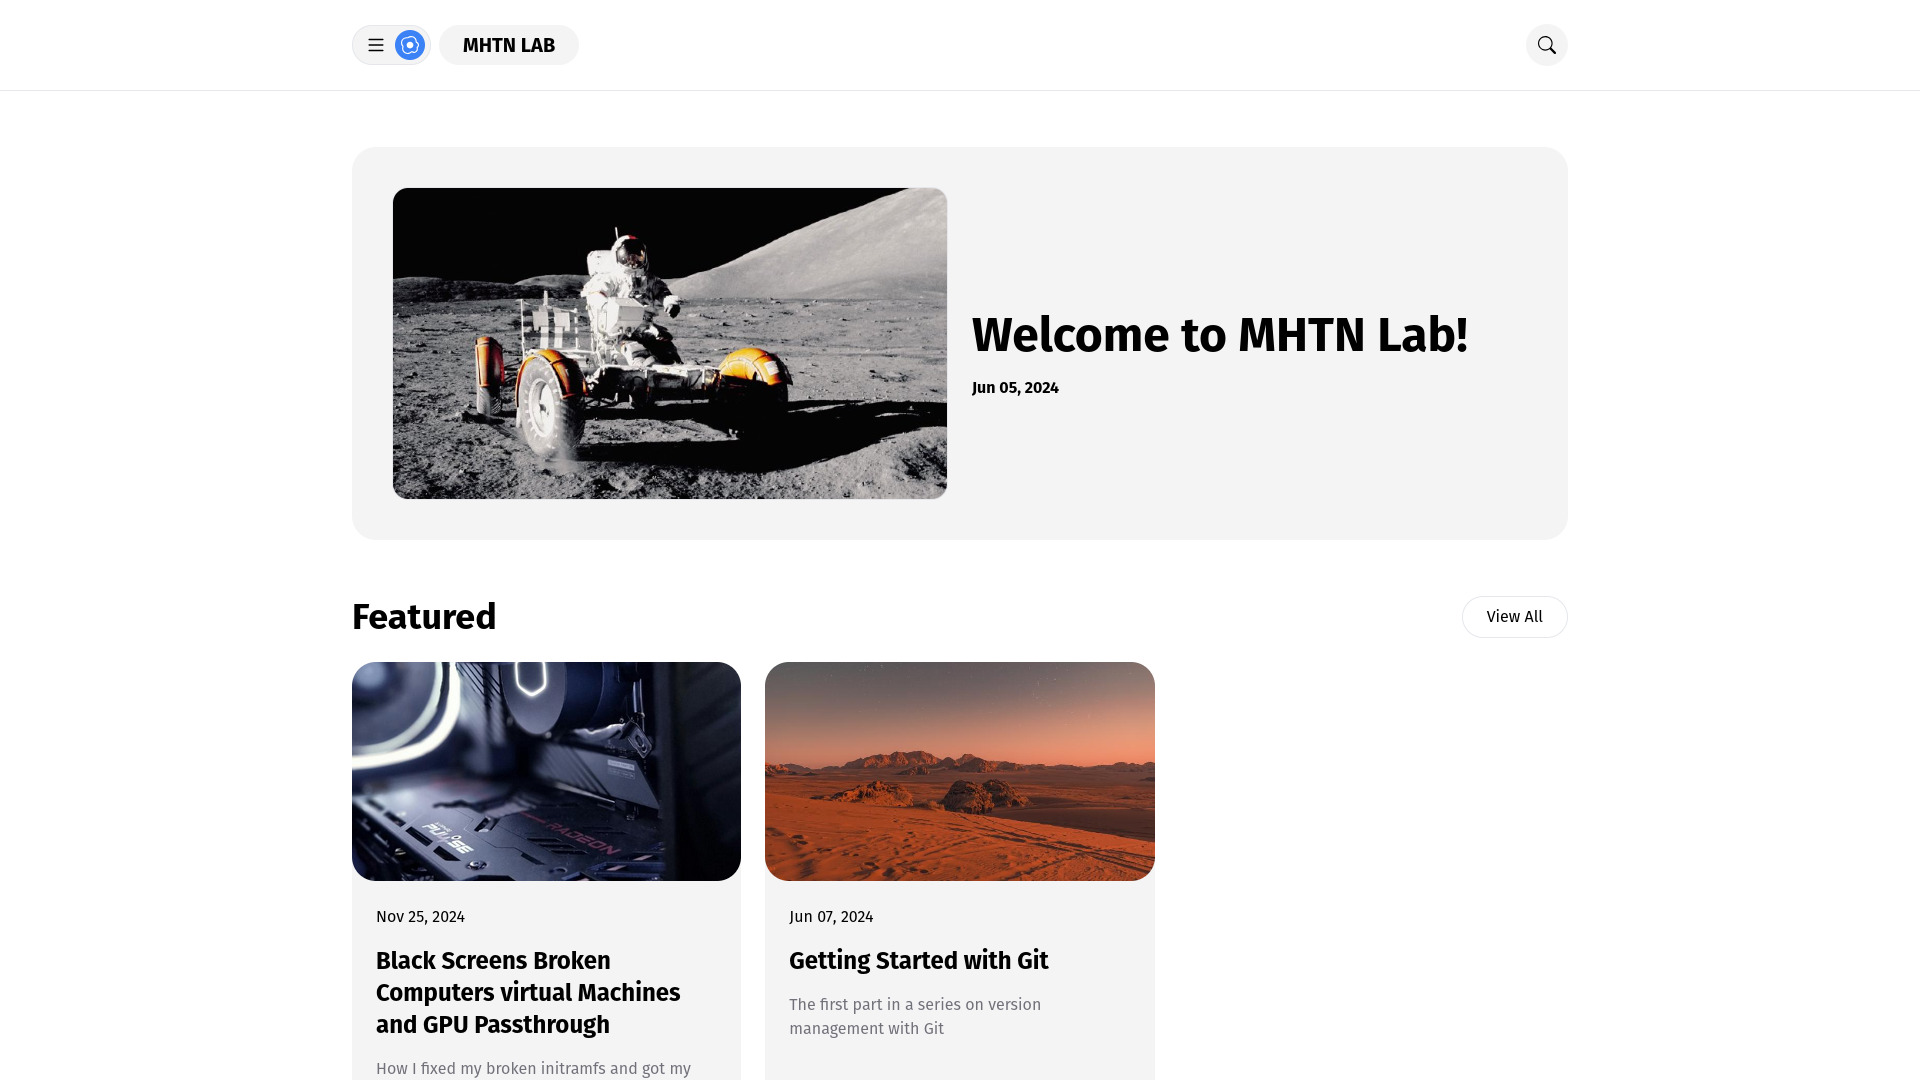 MHTN LAB
Welcome to MHTN Lab!
Jun 05, 2024
Featured
View All
PULSE
RADEON
Nov 25, 2024
Black Screens Broken
Computers virtual Machines
and GPU Passthrough
How I fixed my broken initramfs and got my
Jun 07, 2024
Getting Started with Git
The first part in a series on version
management with Git